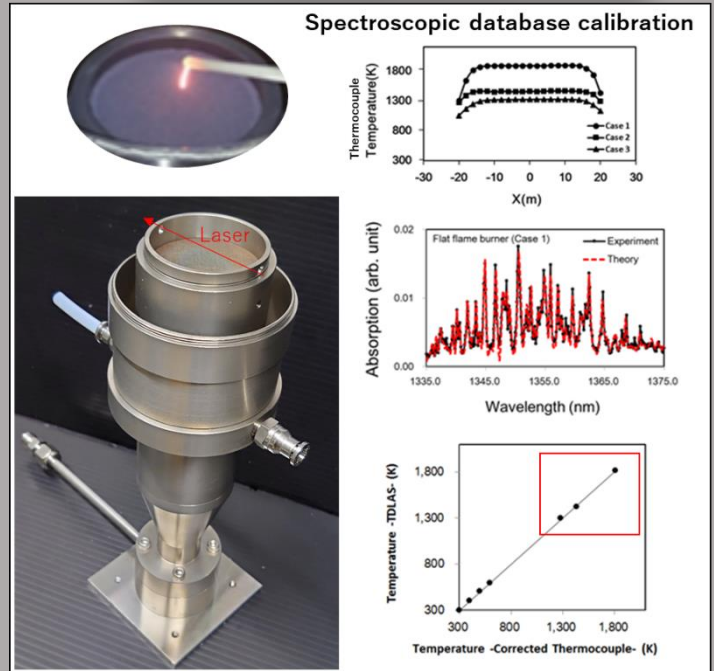 Spectroscopic database calibration
Thermocouple
Temperature(K)
1800
1300
800
300
Case 1
Case 2
Case 3
-30 -20 -10 0 10 20 30
X(m)
Laser
Absorption (arb. unit)
0.02
0.01
0.00
Flat flame burner (Case 1)
Experiment
Theory
1335.0 1345.0 1355.0 1365.0 1375.0
Wavelength (nm)
Temperature -TDLAS- (K)
1,800
1,300
800
300
300 800 1,300 1,800
Temperature -Corrected Thermocouple- (K)